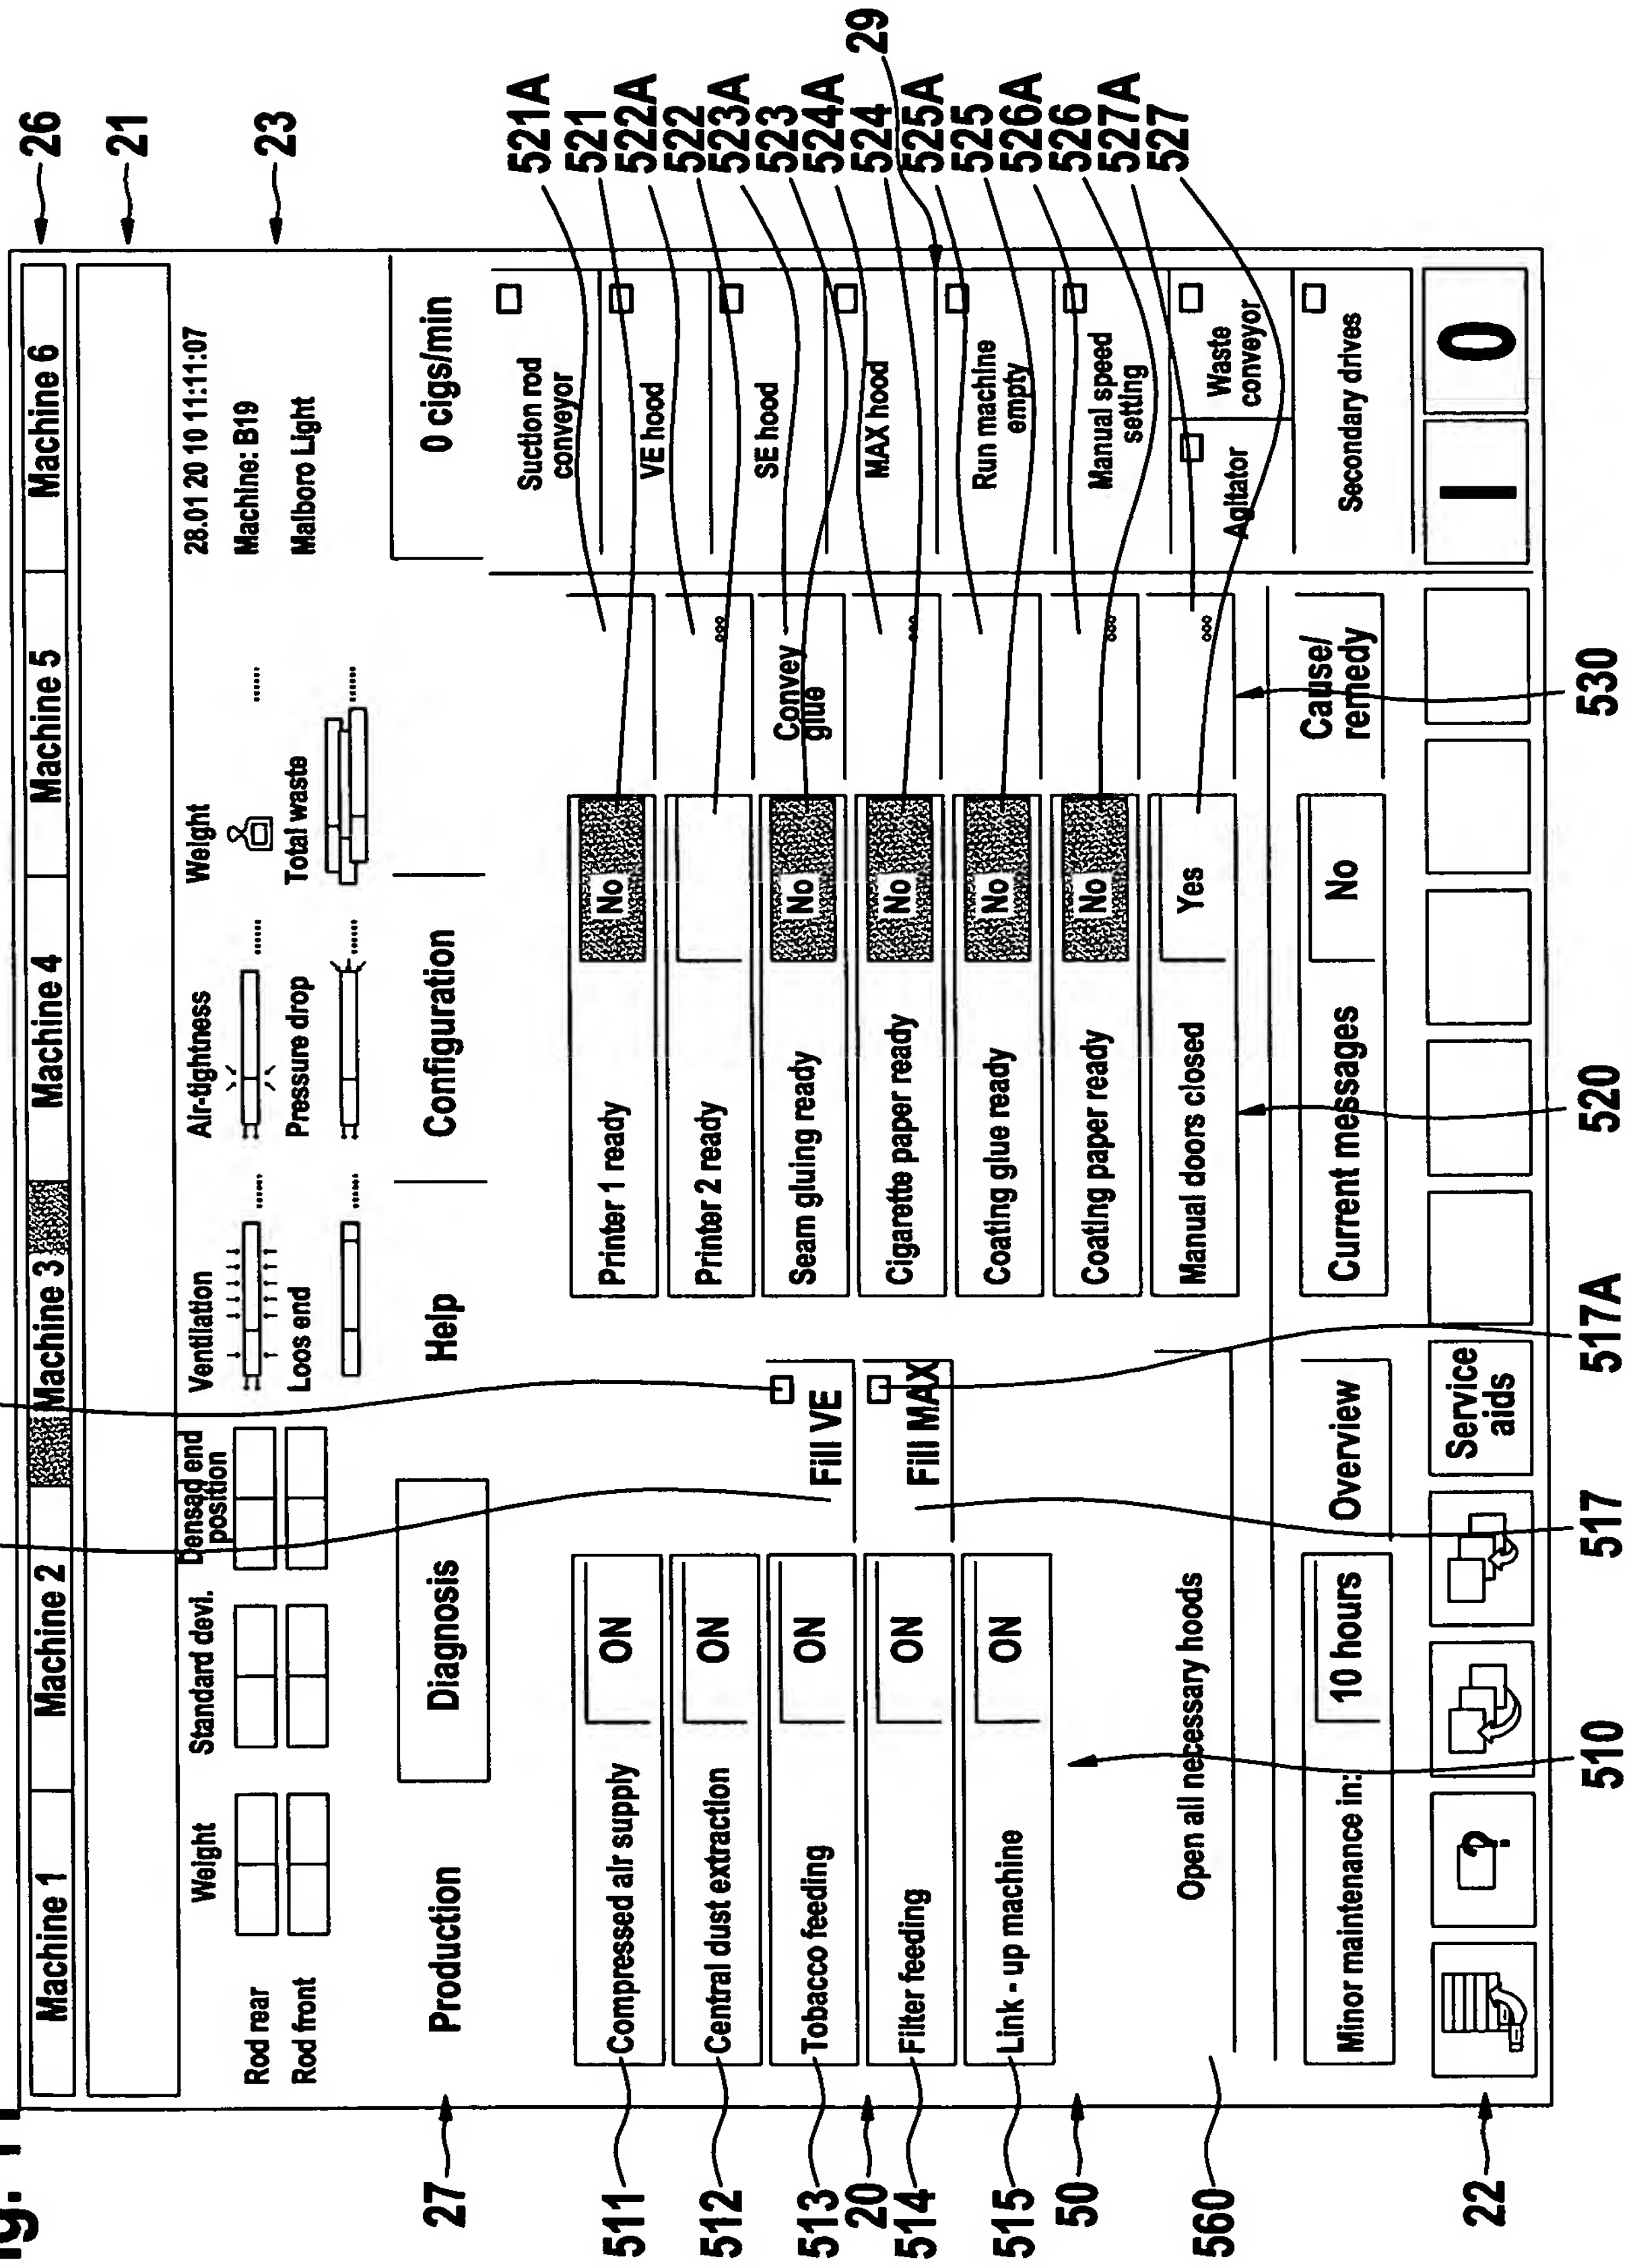 Fig. 1
26
21
23
Machine 1
Machine 2
Machine 3
Machine 4
Machine 5
Machine 6
Weight
Standard devi.
Densad end
position
Ventilation
Air-tightness
Weight
28.01 20 10 11:11:07
Rod rear
Machine: B19
Rod front
Loos end
Pressure drop
Total waste
Malboro Light
27
Production
Diagnosis
Help
Configuration
0 cigs/min
511
Compressed air supply
ON
512
Central dust extraction
ON
513
Tobacco feeding
ON
Fill VE
20
514
Filter feeding
ON
Fill MAX
515
Link - up machine
ON
50
560
Open all necessary hoods
Printer 1 ready
No
Printer 2 ready
Seam gluing ready
No
Convey
glue
Cigarette paper ready
No
Coating glue ready
No
Coating paper ready
No
Manual doors closed
Yes
Suction rod
conveyor
VE hood
SE hood
MAX hood
Run machine
empty
Manual speed
setting
Agitator
Waste
conveyor
Secondary drives
521A
521
522A
522
523A
523
524A
524
29
525A
525
526A
526
527A
527
Minor maintenance in:
10 hours
Overview
Current messages
No
Cause/
remedy
22
?
Service
aids
I
0
510
517
517A
520
530